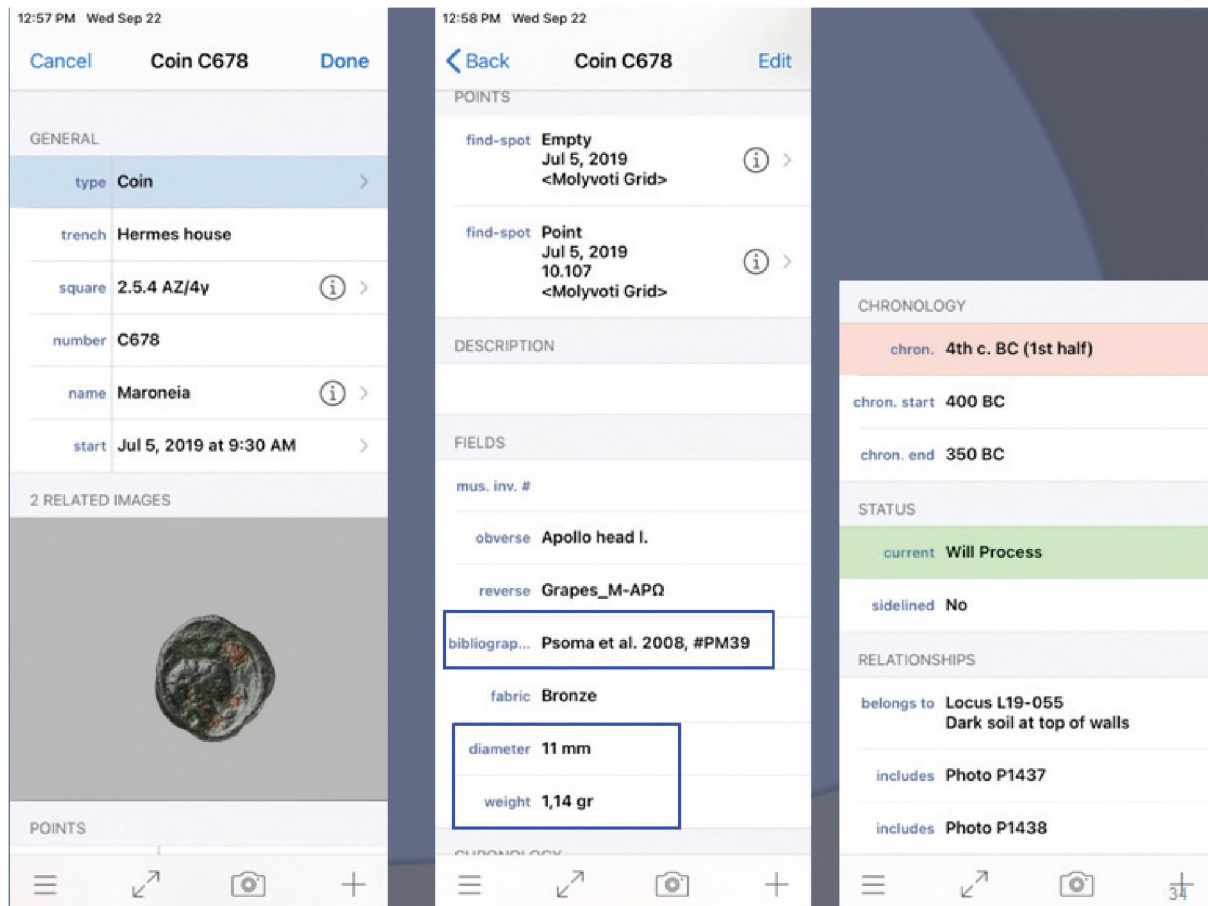 12:57 PM Wed Sep 22
Cancel Coin C678 Done
GENERAL
type Coin
trench Hermes house
square 2.5.4 AZ/4γ
number C678
name Maroneia
start Jul 5, 2019 at 9:30 AM
2 RELATED IMAGES
POINTS
12:58 PM Wed Sep 22
Back Coin C678 Edit
POINTS
find-spot Empty
Jul 5, 2019
<Molyvoti Grid>
find-spot Point
Jul 5, 2019
10.107
<Molyvoti Grid>
DESCRIPTION
FIELDS
mus. inv. #
obverse Apollo head l.
reverse Grapes_M-APΩ
bibliograp... Psoma et al. 2008, #PM39
fabric Bronze
diameter 11 mm
weight 1,14 gr
CHRONOLOGY
CHRONOLOGY
chron. 4th c. BC (1st half)
chron. start 400 BC
chron. end 350 BC
STATUS
current Will Process
sidelined No
RELATIONSHIPS
belongs to Locus L19-055
Dark soil at top of walls
includes Photo P1437
includes Photo P1438
34